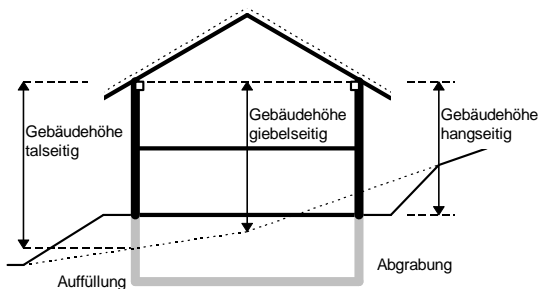 Gebäudehöhe
talseitig
Gebäudehöhe
giebelseitig
Gebäudehöhe
hangseitig
Auffüllung
Abgrabung